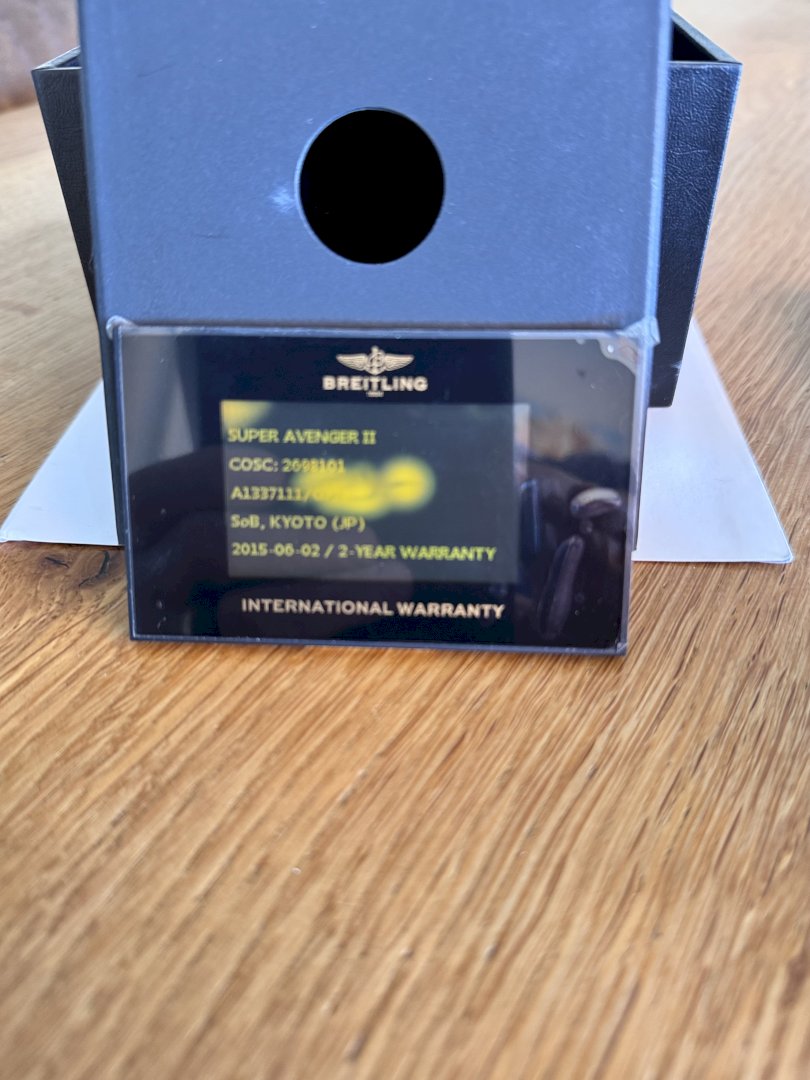 BREITLING
SUPER AVENGER II
COSC: 2698101
A1337111/
SoB, KYOTO (JP)
2015-06-02 / 2-YEAR WARRANTY
INTERNATIONAL WARRANTY